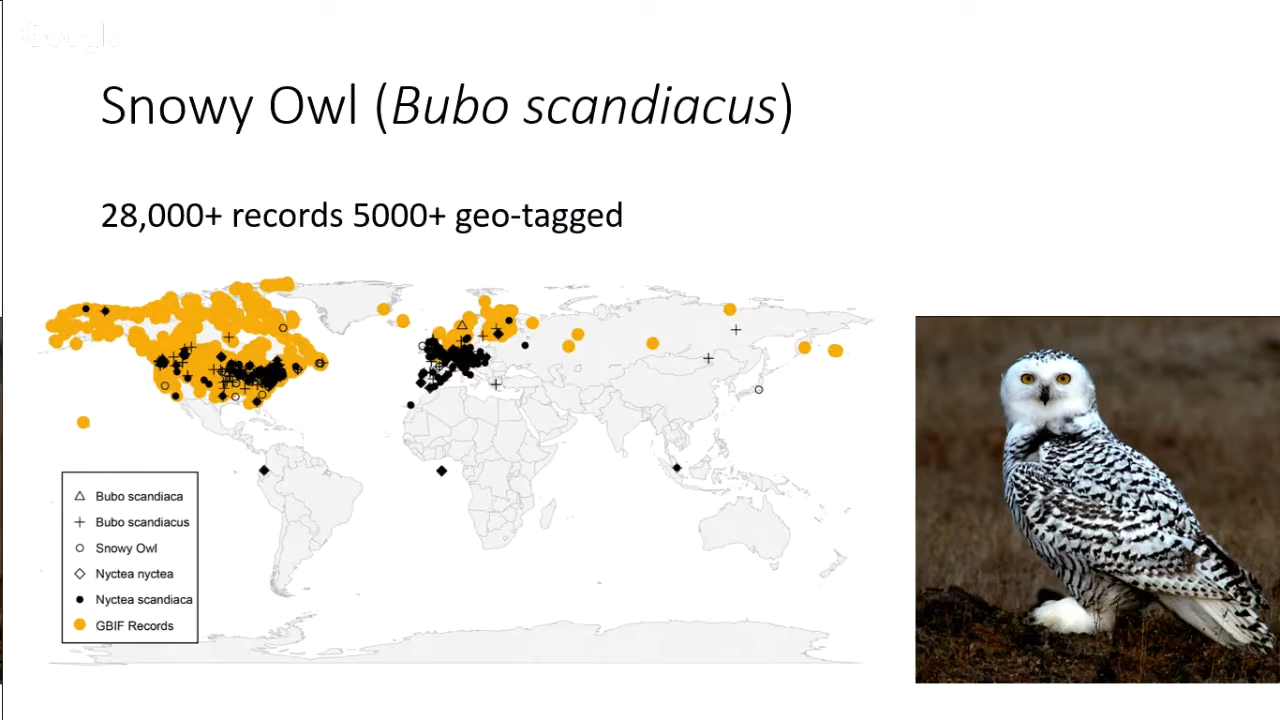 Google
Snowy Owl (Bubo scandiacus)
28,000+ records 5000+ geo-tagged
Bubo scandiaca
Bubo scandiacus
Snowy Owl
Nyctea nyctea
Nyctea scandiaca
GBIF Records